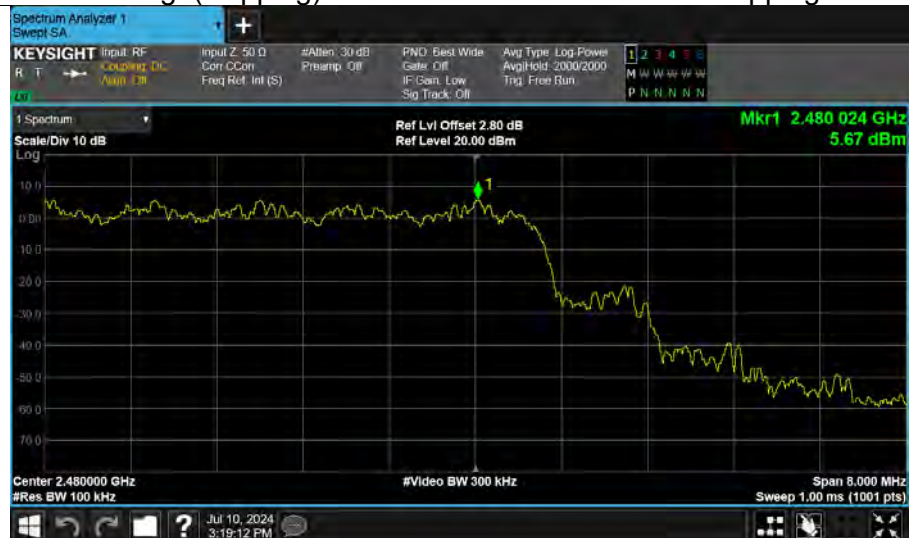 Spectrum Analyzer 1
Swept SA
+
KEYSIGHT Input: RF
R T
Coupling: DC
Align: Off
Input Z: 50 Ω
Corr CCorr
Freq Ref: Int (S)
#Atten: 30 dB
Preamp: Off
PNO: Best Wide
Gate: Off
IF Gain: Low
Sig Track: Off
Avg Type: Log-Power
Avg|Hold: 2000/2000
Trig: Free Run
1 2 3 4 5 6
M W W W W W
P N N N N N
1 Spectrum
Scale/Div 10 dB
Log
Ref Lvl Offset 2.80 dB
Ref Level 20.00 dBm
Mkr1 2.480 024 GHz
5.67 dBm
10.0
1
0.00
-10.0
-20.0
-30.0
-40.0
-50.0
-60.0
-70.0
Center 2.480000 GHz
#Res BW 100 kHz
#Video BW 300 kHz
Span 8.000 MHz
Sweep 1.00 ms (1001 pts)
?
Jul 10, 2024
3:19:12 PM